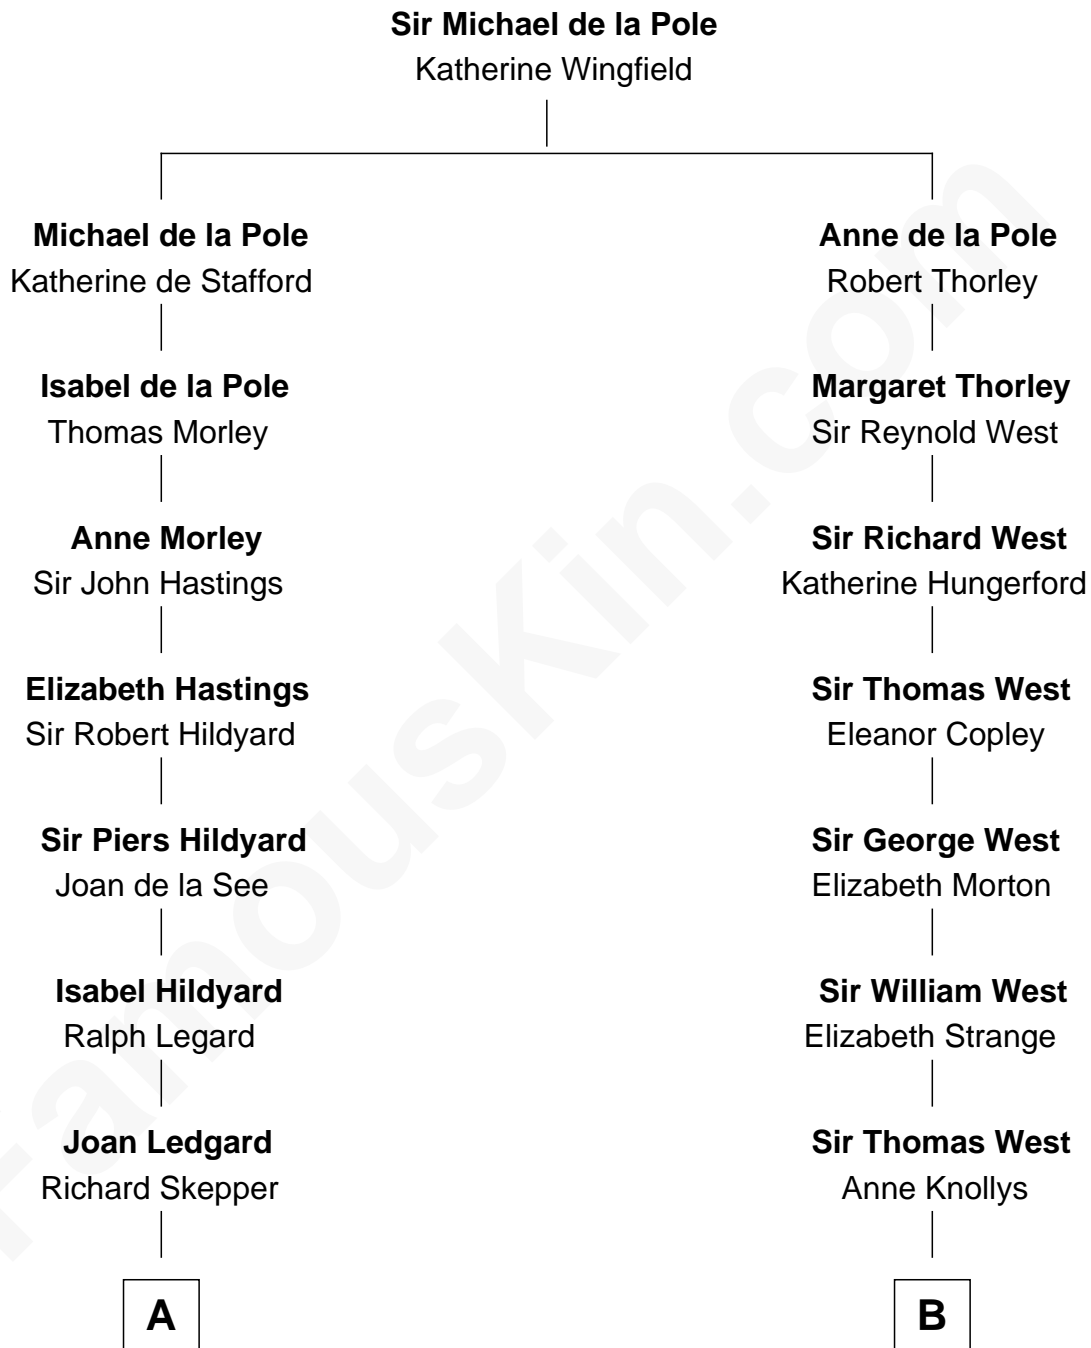 Sir Michael de la Pole
Katherine Wingfield
Michael de la Pole
Katherine de Stafford
Anne de la Pole
Robert Thorley
Isabel de la Pole
Thomas Morley
Margaret Thorley
Sir Reynold West
Anne Morley
Sir John Hastings
Sir Richard West
Katherine Hungerford
Elizabeth Hastings
Sir Robert Hildyard
Sir Thomas West
Eleanor Copley
Sir Piers Hildyard
Joan de la See
Sir George West
Elizabeth Morton
Isabel Hildyard
Ralph Legard
Sir William West
Elizabeth Strange
Joan Ledgard
Richard Skepper
Sir Thomas West
Anne Knollys
A
B
FamousKin.com